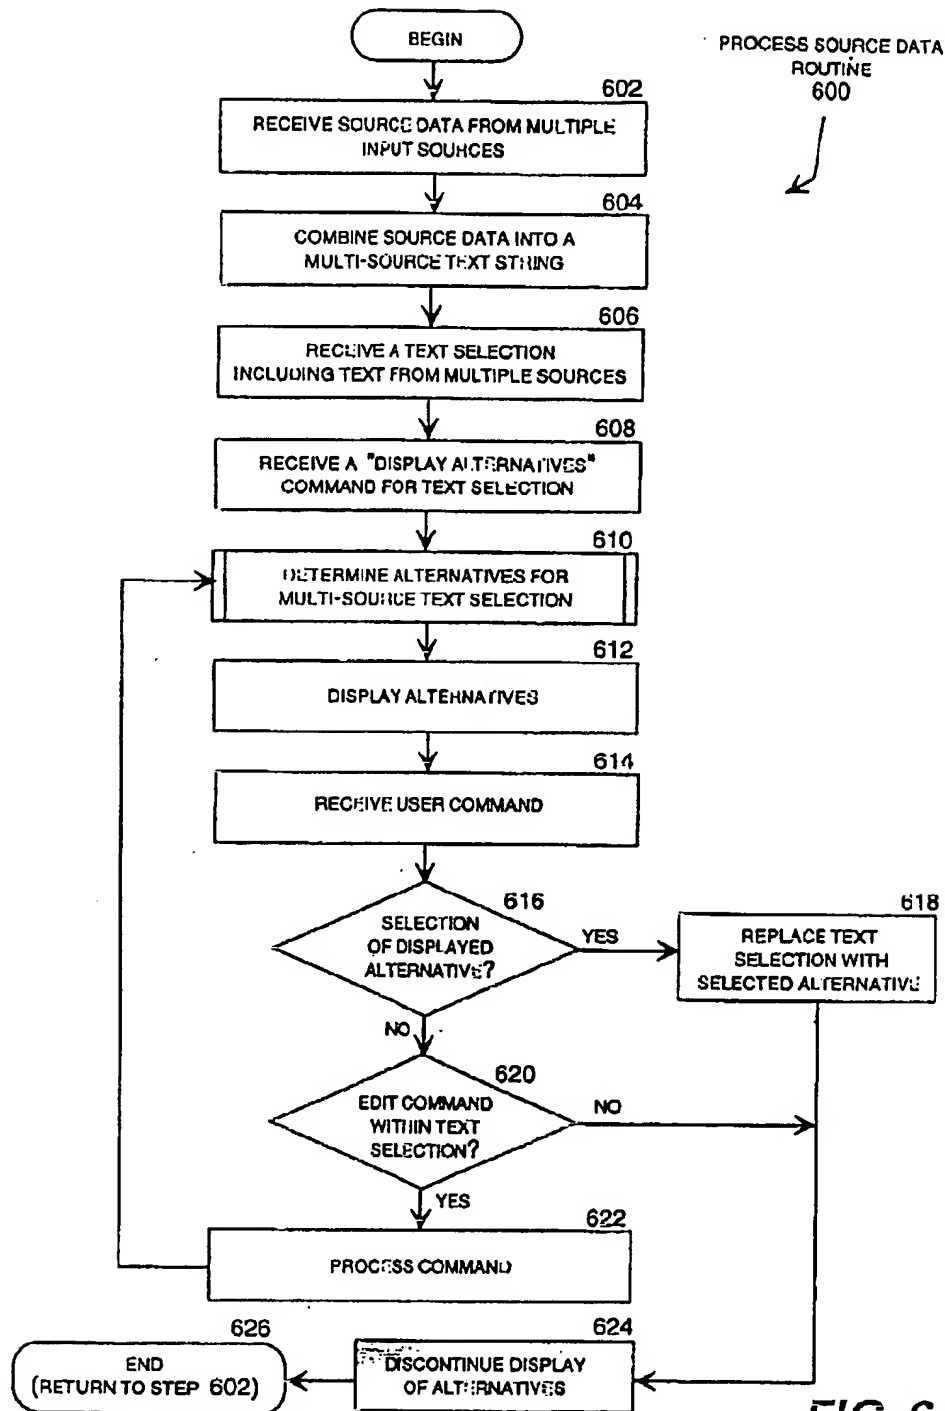 BEGIN
PROCESS SOURCE DATA
ROUTINE
600
602
RECEIVE SOURCE DATA FROM MULTIPLE
INPUT SOURCES
604
COMBINE SOURCE DATA INTO A
MULTI-SOURCE TEXT STRING
606
RECEIVE A TEXT SELECTION
INCLUDING TEXT FROM MULTIPLE SOURCES
608
RECEIVE A "DISPLAY ALTERNATIVES"
COMMAND FOR TEXT SELECTION
610
DETERMINE ALTERNATIVES FOR
MULTI-SOURCE TEXT SELECTION
612
DISPLAY ALTERNATIVES
614
RECEIVE USER COMMAND
616
SELECTION
OF DISPLAYED
ALTERNATIVE?
YES
618
REPLACE TEXT
SELECTION WITH
SELECTED ALTERNATIVE
NO
620
EDIT COMMAND
WITHIN TEXT
SELECTION?
NO
YES
622
PROCESS COMMAND
626
END
(RETURN TO STEP 602)
624
DISCONTINUE DISPLAY
OF ALTERNATIVES
FIG. 6